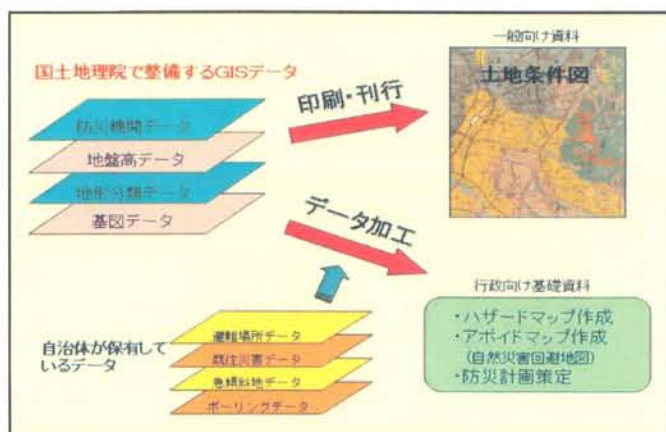 一般向け資料
国土地理院で整備するGISデータ
土地条件図
印刷・刊行
防災機関データ
地盤高データ
地形分類データ
基図データ
データ加工
行政向け基礎資料
・ハザードマップ作成
・アボイドマップ作成
(自然災害回避地図)
・防災計画策定
自治体が保有して
いるデータ
避難場所データ
既往災害データ
急傾斜地データ
ボーリングデータ